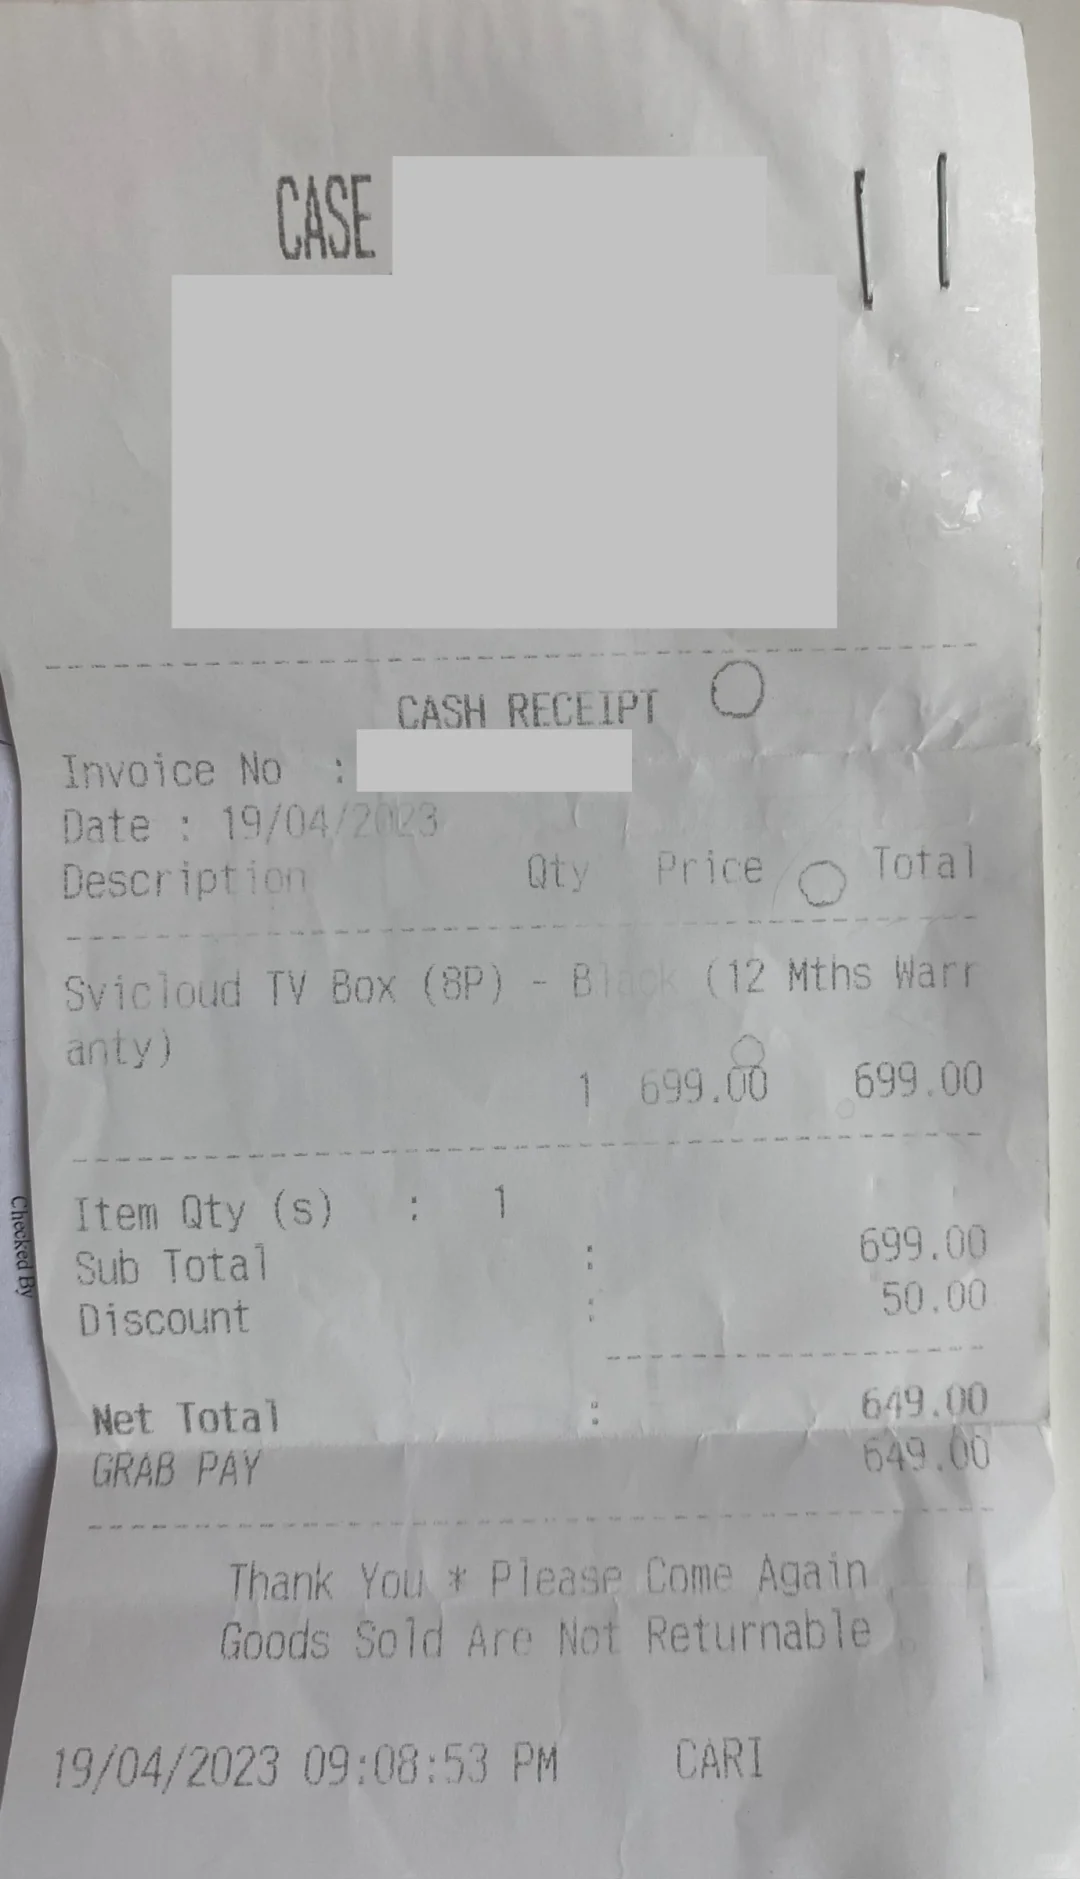 CASE
CASH RECEIPT
Invoice No :
Date : 19/04/2023
Description Qty Price Total
Svicloud TV Box (8P) - Black (12 Mths Warr
anty)
1 699.00 699.00
Item Qty (s) : 1
Sub Total : 699.00
Discount : 50.00
Net Total : 649.00
GRAB PAY 649.00
Thank You * Please Come Again
Goods Sold Are Not Returnable
19/04/2023 09:08:53 PM CARI
Checked By